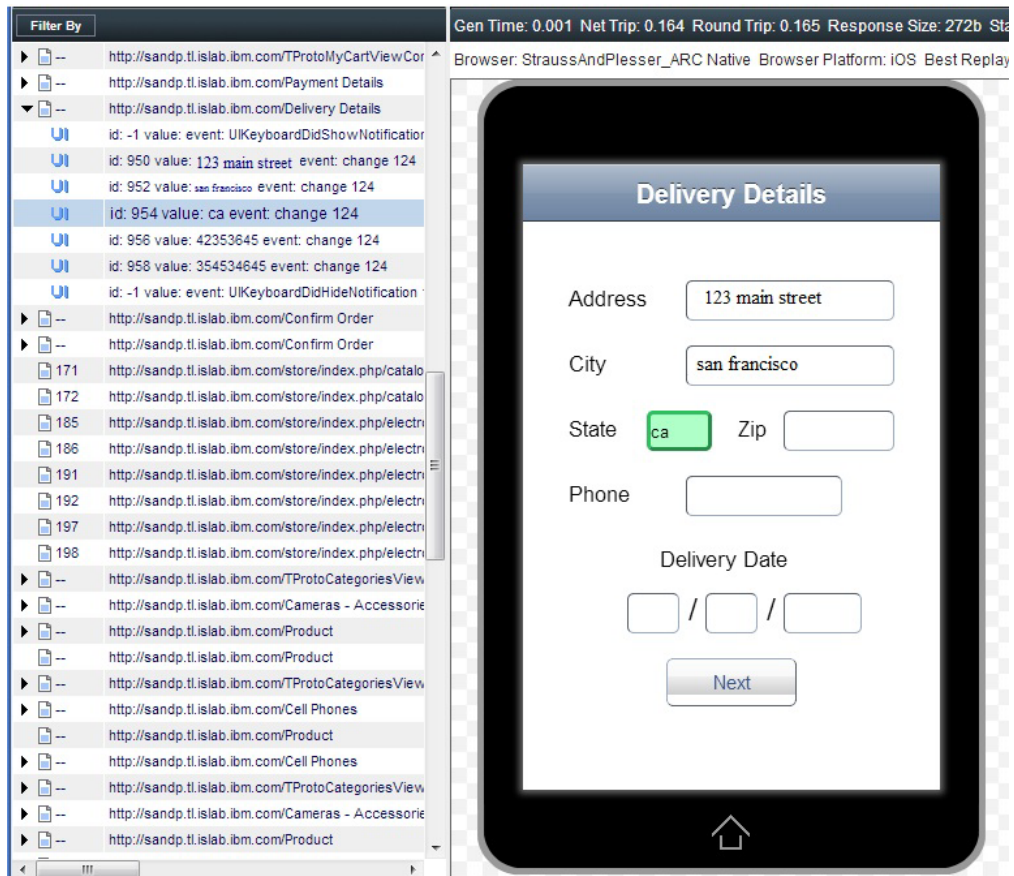 Filter By
-- http://sandp.tl.islab.ibm.com/TProtoMyCartViewCor
-- http://sandp.tl.islab.ibm.com/Payment Details
-- http://sandp.tl.islab.ibm.com/Delivery Details
UI id: -1 value: event: UIKeyboardDidShowNotification
UI id: 950 value: 123 main street event: change 124
UI id: 952 value: san francisco event: change 124
UI id: 954 value: ca event: change 124
UI id: 956 value: 42353645 event: change 124
UI id: 958 value: 354534645 event: change 124
UI id: -1 value: event: UIKeyboardDidHideNotification
-- http://sandp.tl.islab.ibm.com/Confirm Order
-- http://sandp.tl.islab.ibm.com/Confirm Order
171 http://sandp.tl.islab.ibm.com/store/index.php/catalo
172 http://sandp.tl.islab.ibm.com/store/index.php/catalo
185 http://sandp.tl.islab.ibm.com/store/index.php/electro
186 http://sandp.tl.islab.ibm.com/store/index.php/electro
191 http://sandp.tl.islab.ibm.com/store/index.php/electro
192 http://sandp.tl.islab.ibm.com/store/index.php/electro
197 http://sandp.tl.islab.ibm.com/store/index.php/electro
198 http://sandp.tl.islab.ibm.com/store/index.php/electro
-- http://sandp.tl.islab.ibm.com/TProtoCategoriesView
-- http://sandp.tl.islab.ibm.com/Cameras - Accessorie
-- http://sandp.tl.islab.ibm.com/Product
-- http://sandp.tl.islab.ibm.com/Product
-- http://sandp.tl.islab.ibm.com/TProtoCategoriesView
-- http://sandp.tl.islab.ibm.com/Cell Phones
-- http://sandp.tl.islab.ibm.com/Product
-- http://sandp.tl.islab.ibm.com/Cell Phones
-- http://sandp.tl.islab.ibm.com/TProtoCategoriesView
-- http://sandp.tl.islab.ibm.com/Cameras - Accessorie
-- http://sandp.tl.islab.ibm.com/Product
Gen Time: 0.001 Net Trip: 0.164 Round Trip: 0.165 Response Size: 272b Sta
Browser: StraussAndPlesser_ARC Native Browser Platform: iOS Best Replay
Delivery Details
Address 123 main street
City san francisco
State ca Zip
Phone
Delivery Date
/ /
Next